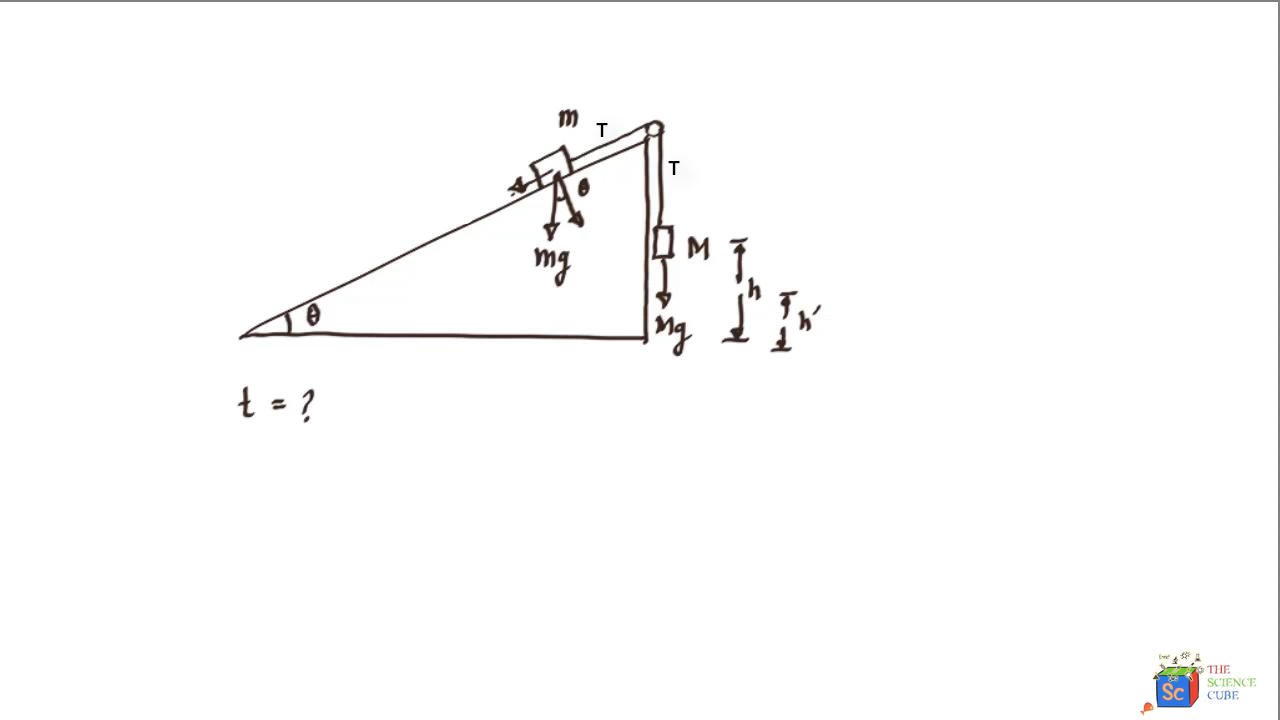 m
T
T
θ
M
mg
h
h′
θ
Mg
t = ?
Sc
THE
SCIENCE
CUBE